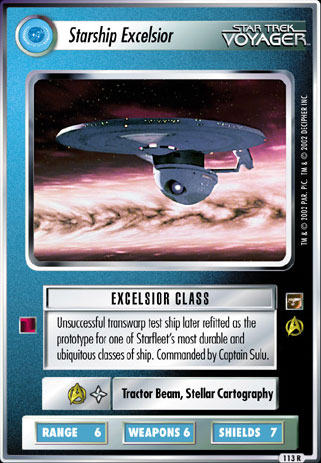 Starship Excelsior
STAR TREK
VOYAGER
TM & © 2002 PAR. PIC. TM & © 2002 DECIPHER INC.
EXCELSIOR CLASS
Unsuccessful transwarp test ship later refitted as the
prototype for one of Starfleet's most durable and
ubiquitous classes of ship. Commanded by Captain Sulu.
Tractor Beam, Stellar Cartography
RANGE 6 WEAPONS 6 SHIELDS 7
113 R